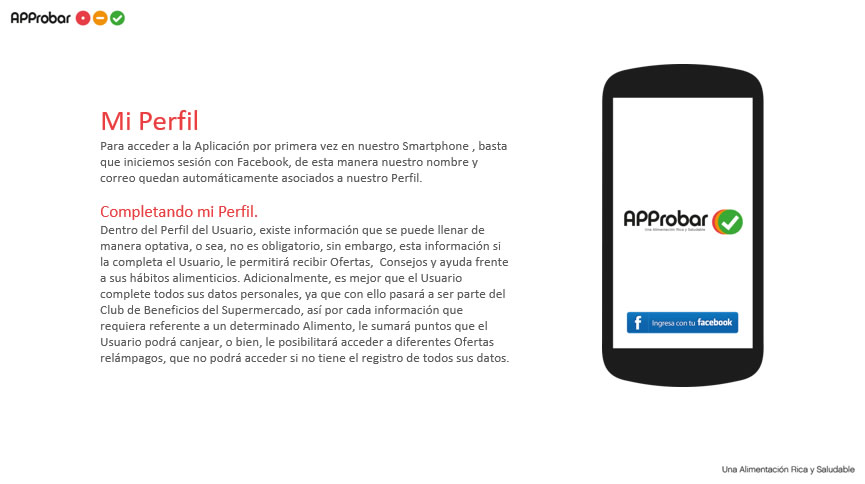 APProbar
Mi Perfil
Para acceder a la Aplicación por primera vez en nuestro Smartphone , basta
que iniciemos sesión con Facebook, de esta manera nuestro nombre y
correo quedan automáticamente asociados a nuestro Perfil.
Completando mi Perfil.
Dentro del Perfil del Usuario, existe información que se puede llenar de
manera optativa, o sea, no es obligatorio, sin embargo, esta información si
la completa el Usuario, le permitirá recibir Ofertas,  Consejos y ayuda frente
a sus hábitos alimenticios. Adicionalmente, es mejor que el Usuario
complete todos sus datos personales, ya que con ello pasará a ser parte del
Club de Beneficios del Supermercado, así por cada información que
requiera referente a un determinado Alimento, le sumará puntos que el
Usuario podrá canjear, o bien, le posibilitará acceder a diferentes Ofertas
relámpagos, que no podrá acceder si no tiene el registro de todos sus datos.
APProbar
Una Alimentación Rica y Saludable
f Ingresa con tu facebook
Una Alimentación Rica y Saludable